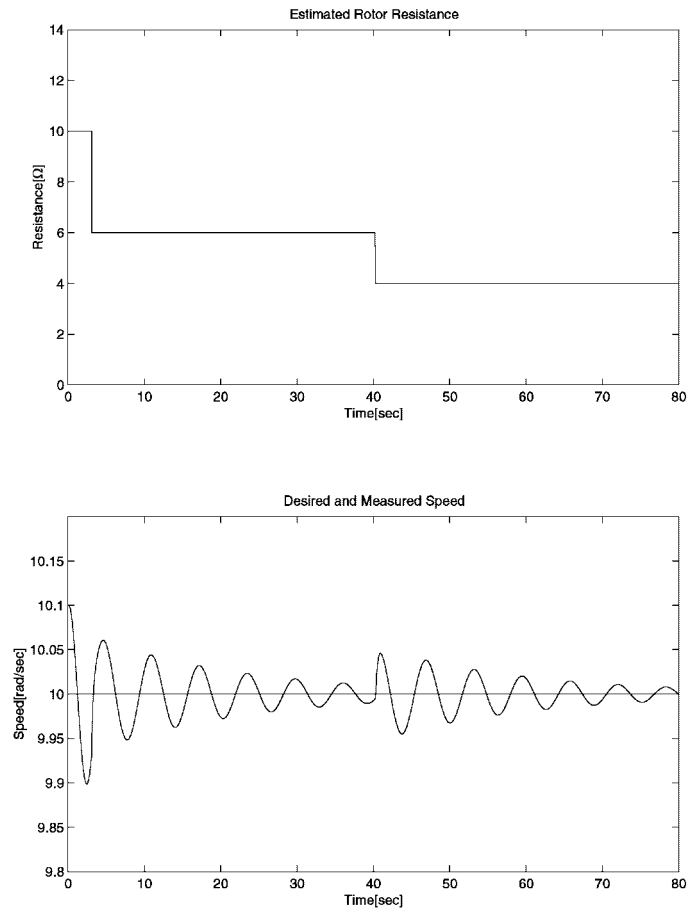 Estimated Rotor Resistance
14
12
10
8
6
4
2
0
Resistance[Ω]
0 10 20 30 40 50 60 70 80
Time[sec]
Desired and Measured Speed
10.15
10.1
10.05
10
9.95
9.9
9.85
9.8
Speed[rad/sec]
0 10 20 30 40 50 60 70 80
Time[sec]